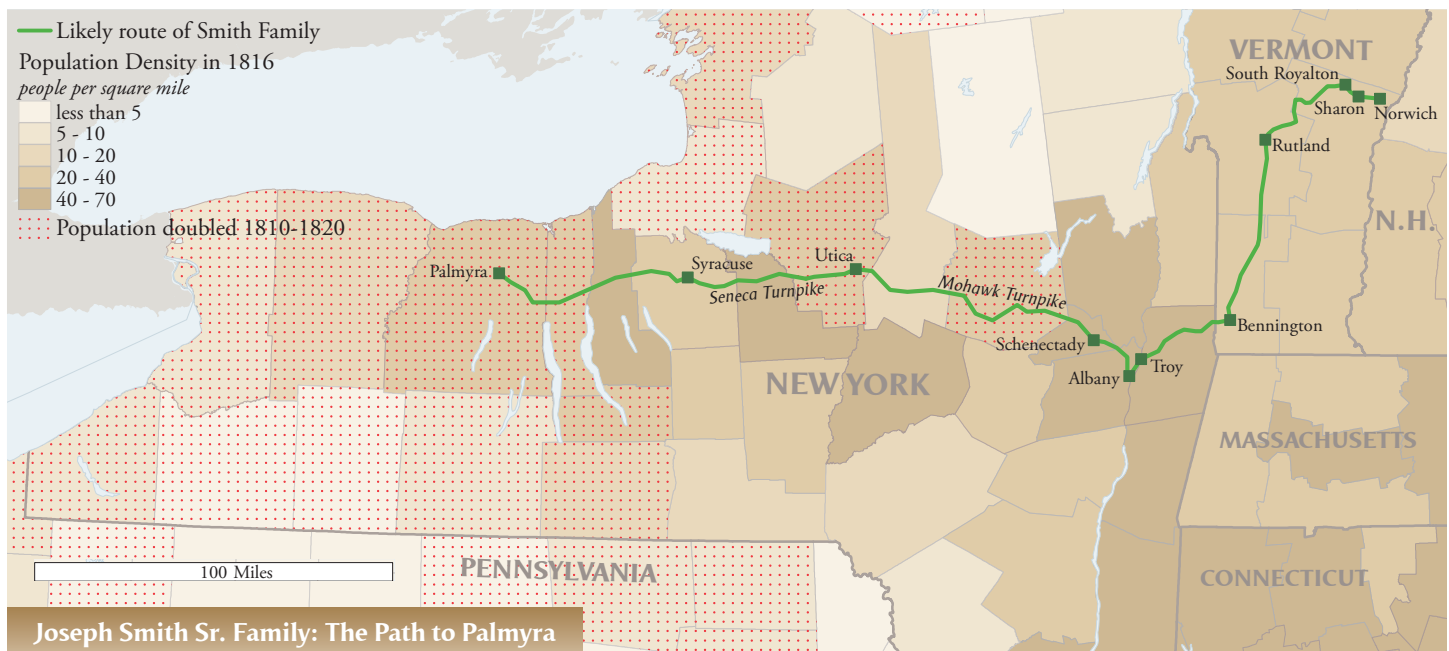 Likely route of Smith Family
Population Density in 1816
people per square mile
less than 5
5 - 10
10 - 20
20 - 40
40 - 70
Population doubled 1810-1820
VERMONT
South Royalton
Sharon
Norwich
Rutland
N.H.
Palmyra
Syracuse
Utica
Seneca Turnpike
Mohawk Turnpike
Bennington
Schenectady
Troy
Albany
NEW YORK
MASSACHUSETTS
100 Miles
PENNSYLVANIA
CONNECTICUT
Joseph Smith Sr. Family: The Path to Palmyra